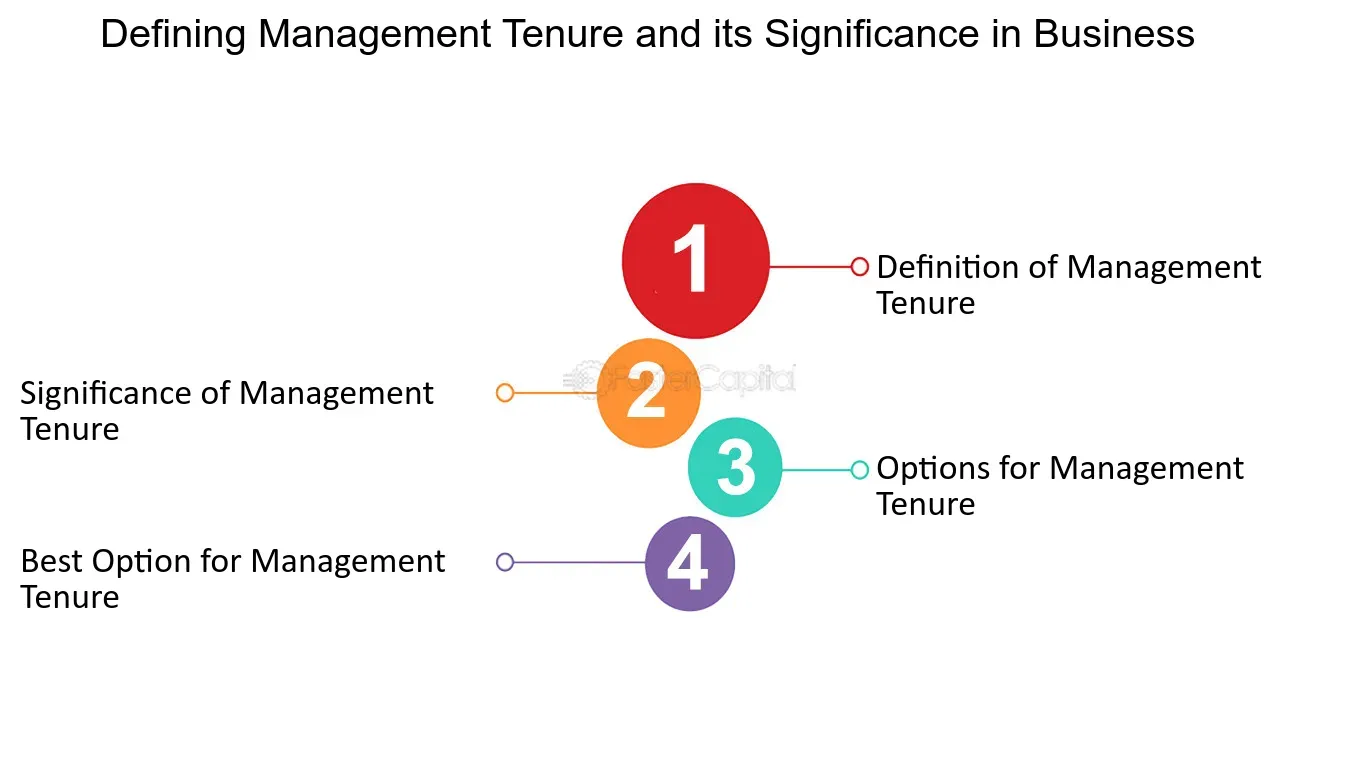 Defining Management Tenure and its Significance in Business
1
Definition of Management
Tenure
2
FasterCapital
Significance of Management
Tenure
3
Options for Management
Tenure
4
Best Option for Management
Tenure